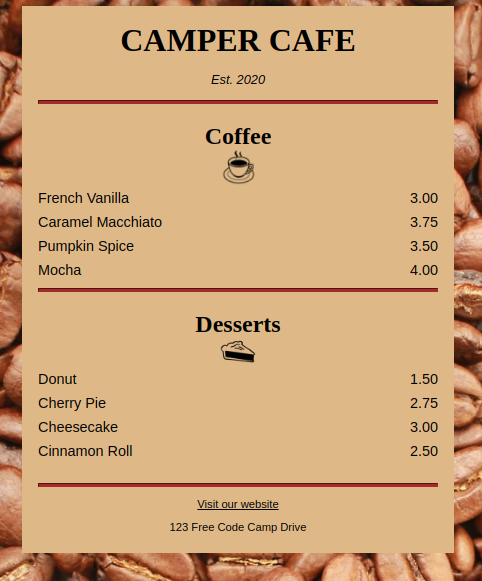 CAMPER CAFE
Est. 2020
Coffee
French Vanilla 3.00
Caramel Macchiato 3.75
Pumpkin Spice 3.50
Mocha 4.00
Desserts
Donut 1.50
Cherry Pie 2.75
Cheesecake 3.00
Cinnamon Roll 2.50
Visit our website
123 Free Code Camp Drive